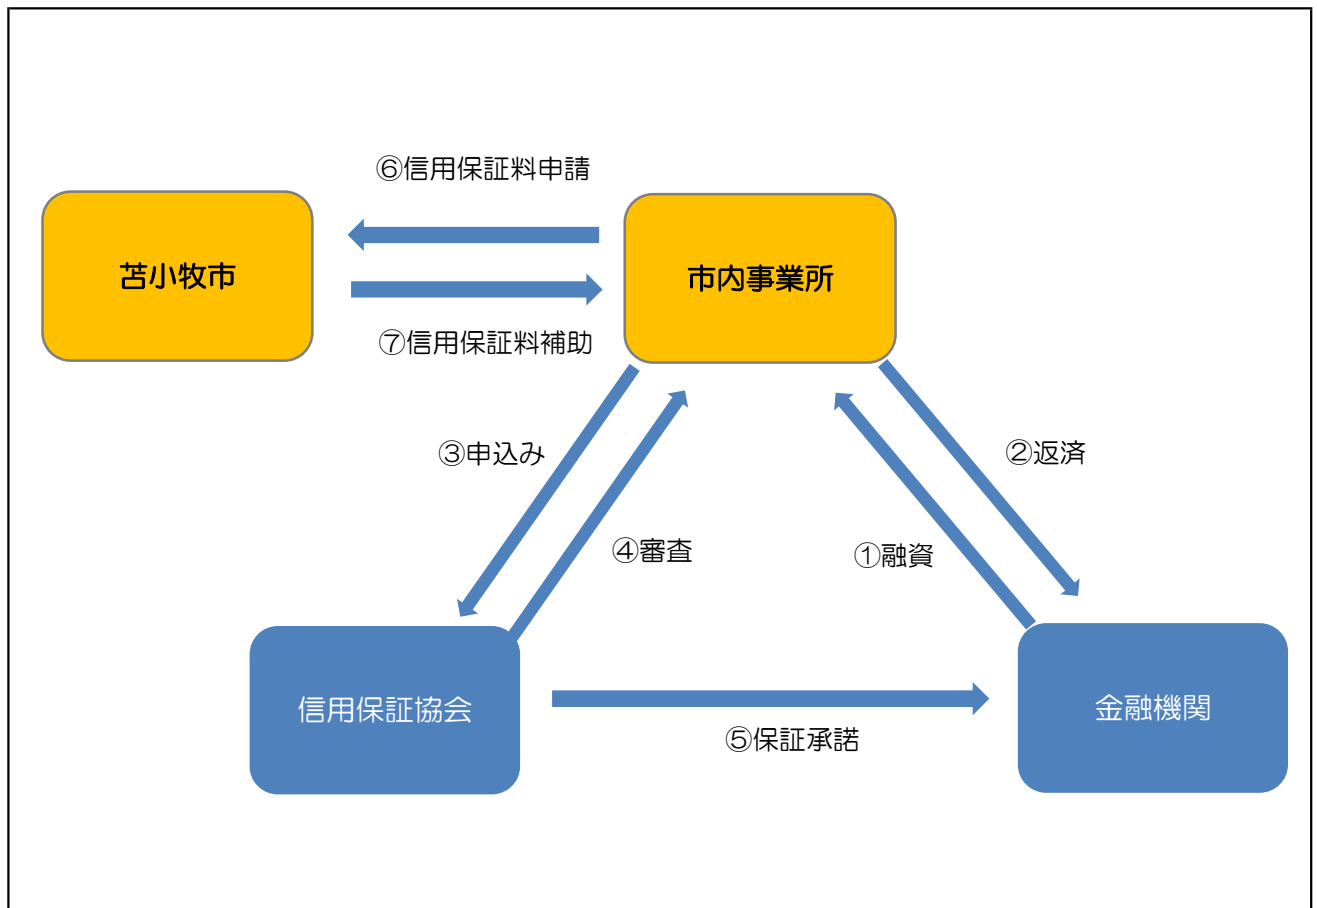 ⑥信用保証料申請
苫小牧市
市内事業所
⑦信用保証料補助
③申込み
②返済
④審査
①融資
信用保証協会
金融機関
⑤保証承諾